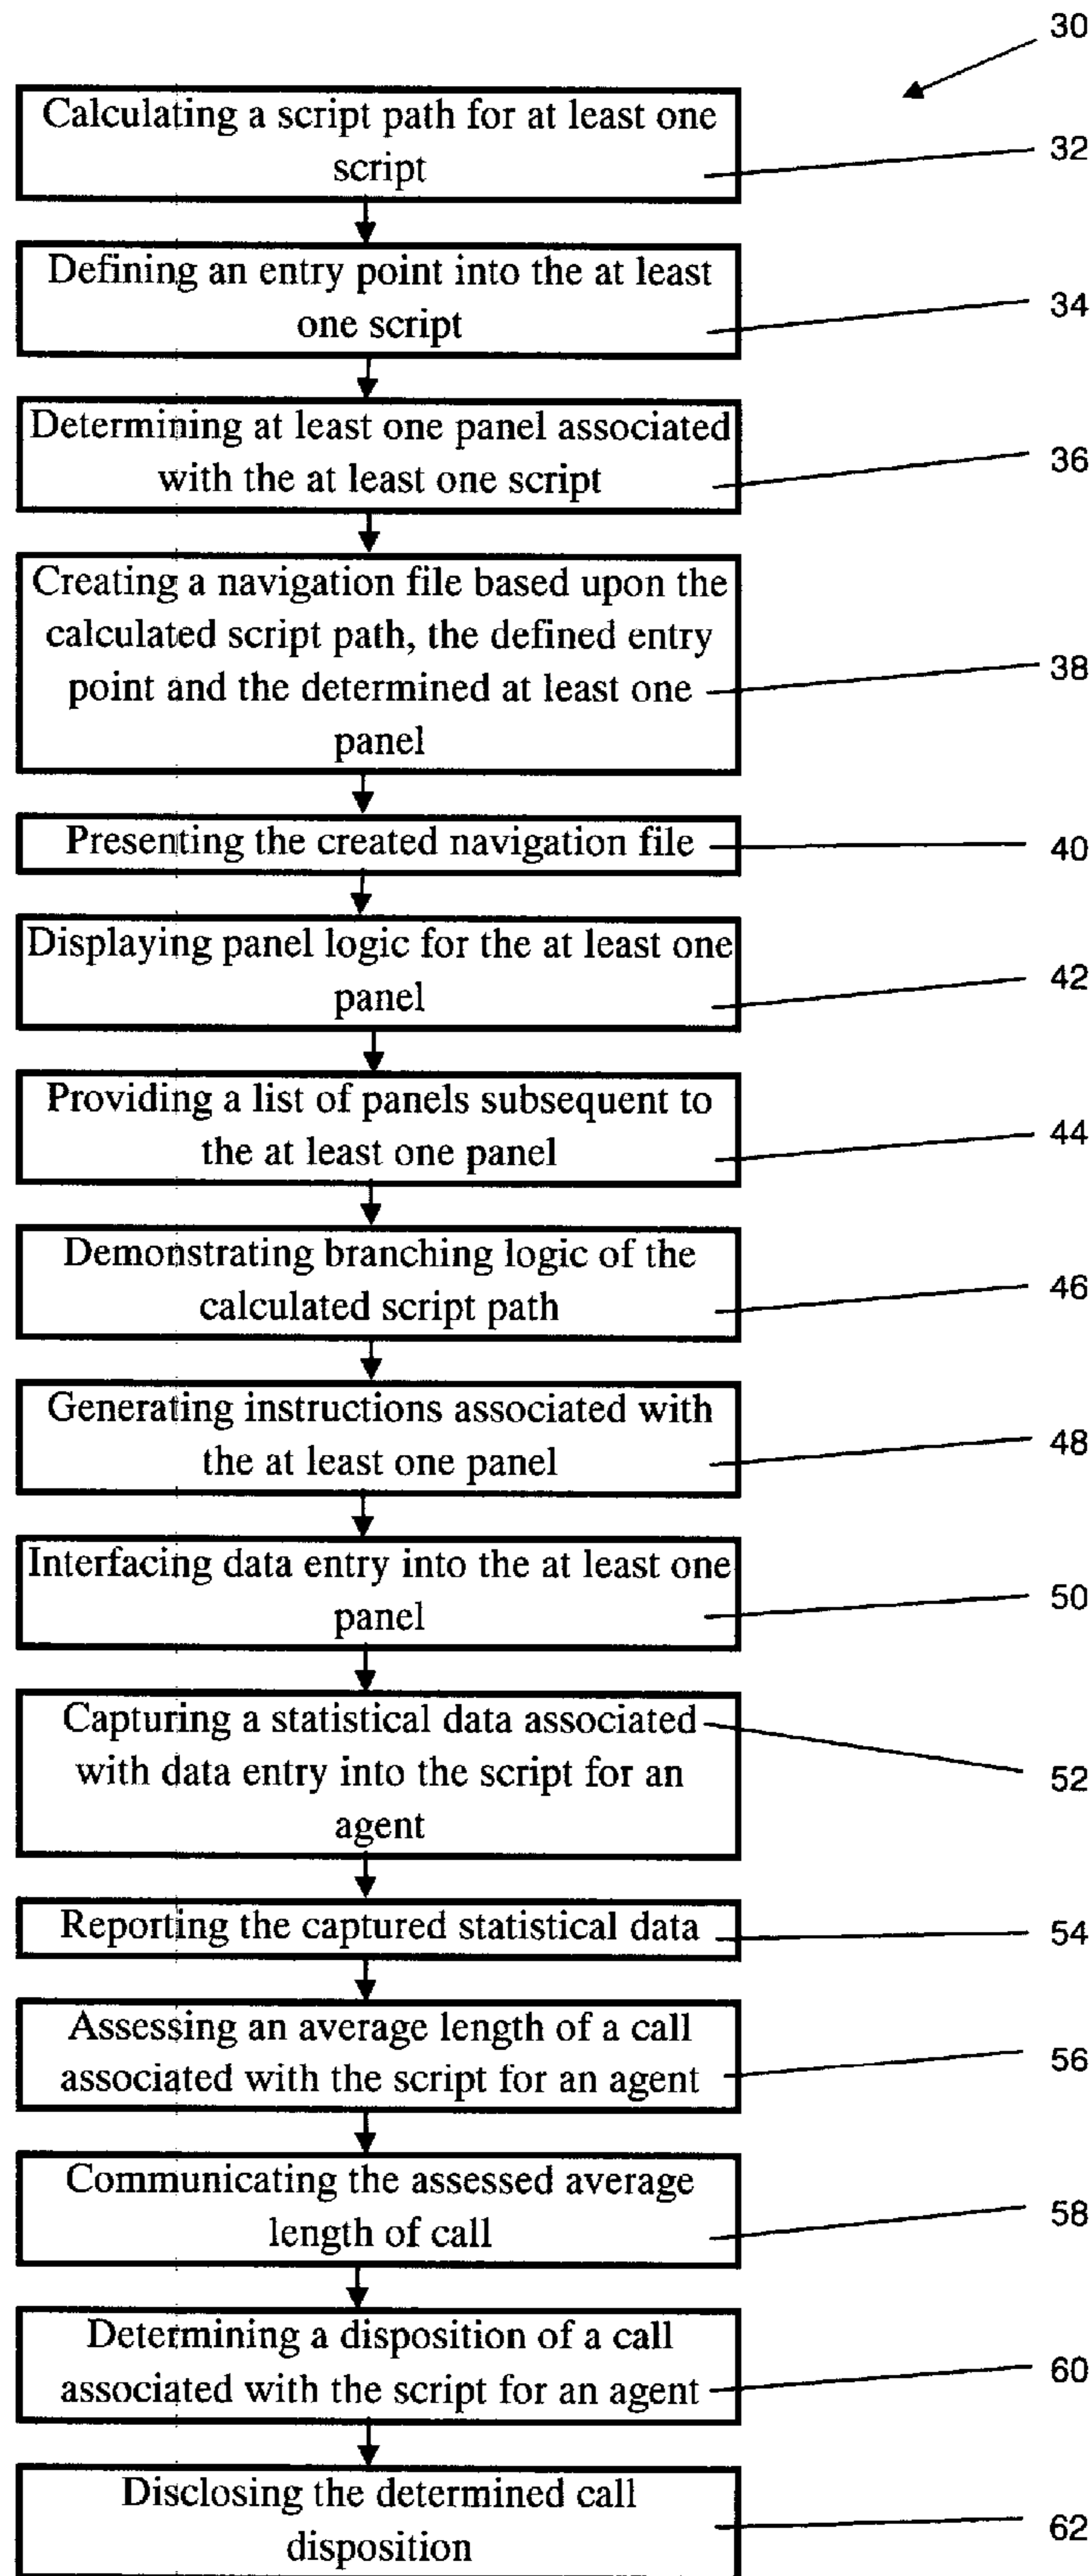 30
Calculating a script path for at least one
script
32
Defining an entry point into the at least
one script
34
Determining at least one panel associated
with the at least one script
36
Creating a navigation file based upon the
calculated script path, the defined entry
point and the determined at least one
panel
38
Presenting the created navigation file
40
Displaying panel logic for the at least one
panel
42
Providing a list of panels subsequent to
the at least one panel
44
Demonstrating branching logic of the
calculated script path
46
Generating instructions associated with
the at least one panel
48
Interfacing data entry into the at least one
panel
50
Capturing a statistical data associated
with data entry into the script for an
agent
52
Reporting the captured statistical data
54
Assessing an average length of a call
associated with the script for an agent
56
Communicating the assessed average
length of call
58
Determining a disposition of a call
associated with the script for an agent
60
Disclosing the determined call
disposition
62